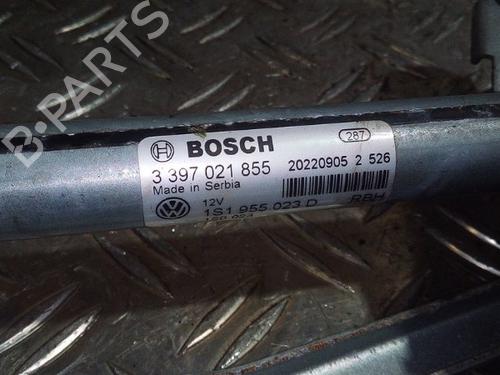 B-PARTS
BOSCH
287
3 397 021 855
20220905 2 526
Made in Serbia
12V
1S1 955 023 D
RBH